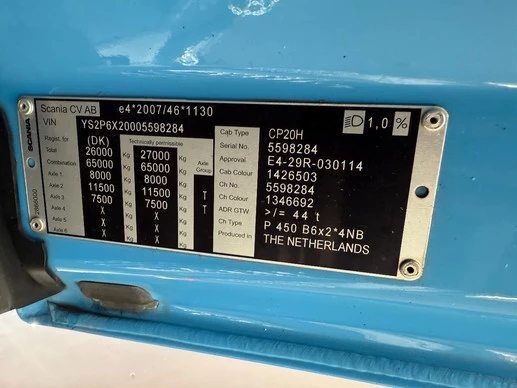 SCANIA
Scania CV AB e4*2007/46*1130
VIN YS2P6X20005598284
Regist. for (DK) Technically permissible
Total 26000 Kg 27000 Kg Axle Group
Combination 65000 Kg 65000 Kg
Axle 1 8000 Kg 8000 Kg
Axle 2 11500 Kg 11500 Kg T
Axle 3 7500 Kg 7500 Kg T
Axle 4 X Kg X Kg
Axle 5 X Kg X Kg
Axle 6 X Kg X Kg
Cab Type CP20H
Serial No. 5598284
Approval E4-29R-030114
Cab Colour 1426503
Ch No. 5598284
Ch Colour 1346692
ADR GTW >/= 44 t
Ch Type P 450 B6x2*4NB
Produced in THE NETHERLANDS
1,0 %